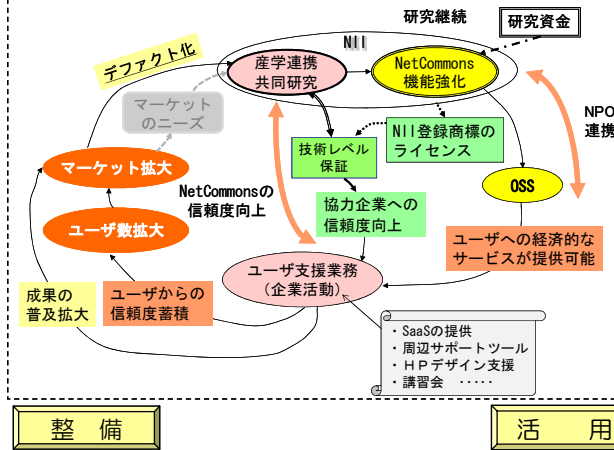 研究継続
研究資金
NII
デファクト化
産学連携
共同研究
NetCommons
機能強化
マーケット
のニーズ
NPO
連携
技術レベル
保証
NII登録商標の
ライセンス
マーケット拡大
NetCommonsの
信頼度向上
OSS
協力企業への
信頼度向上
ユーザ数拡大
ユーザへの経済的な
サービスが提供可能
ユーザ支援業務
(企業活動)
成果の
普及拡大
ユーザからの
信頼度蓄積
・SaaSの提供
・周辺サポートツール
・HPデザイン支援
・講習会 ‥‥‥
整 備
活 用